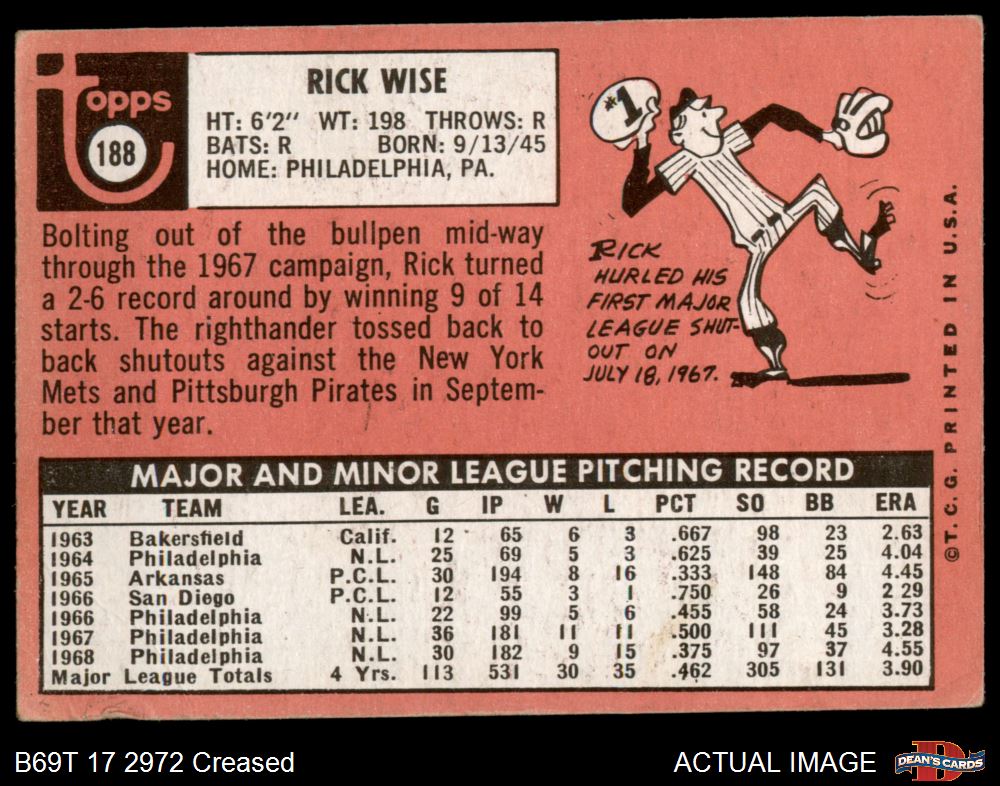 topps
188
RICK WISE
HT: 6'2" WT: 198 THROWS: R
BATS: R BORN: 9/13/45
HOME: PHILADELPHIA, PA.
Bolting out of the bullpen mid-way
through the 1967 campaign, Rick turned
a 2-6 record around by winning 9 of 14
starts. The righthander tossed back to
back shutouts against the New York
Mets and Pittsburgh Pirates in Septem-
ber that year.
#1
RICK
HURLED HIS
FIRST MAJOR
LEAGUE SHUT-
OUT ON
JULY 18, 1967.
©T.C.G. PRINTED IN U.S.A.
MAJOR AND MINOR LEAGUE PITCHING RECORD
YEAR TEAM LEA. G IP W L PCT SO BB ERA
1963 Bakersfield Calif. 12 65 6 3 .667 98 23 2.63
1964 Philadelphia N.L. 25 69 5 3 .625 39 25 4.04
1965 Arkansas P.C.L. 30 194 8 16 .333 148 84 4.45
1966 San Diego P.C.L. 12 55 3 1 .750 26 9 2 29
1966 Philadelphia N.L. 22 99 5 6 .455 58 24 3.73
1967 Philadelphia N.L. 36 181 11 11 .500 111 45 3.28
1968 Philadelphia N.L. 30 182 9 15 .375 97 37 4.55
Major League Totals 4 Yrs. 113 531 30 35 .462 305 131 3.90
B69T 17 2972 Creased
ACTUAL IMAGE
DEAN'S CARDS